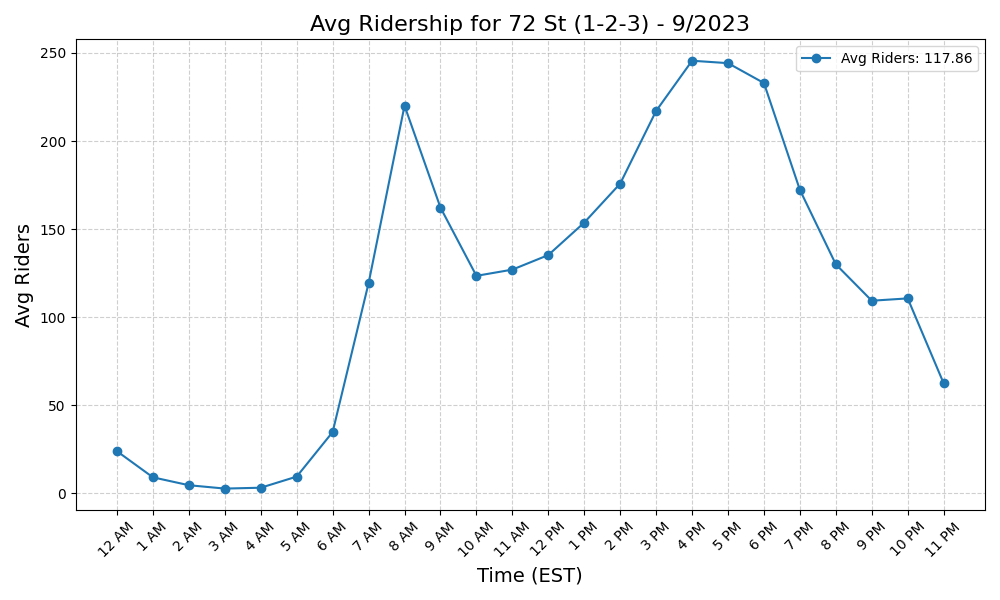 Avg Ridership for 72 St (1-2-3) - 9/2023
Avg Riders: 117.86
250
200
150
100
50
0
Avg Riders
12 AM
1 AM
2 AM
3 AM
4 AM
5 AM
6 AM
7 AM
8 AM
9 AM
10 AM
11 AM
12 PM
1 PM
2 PM
3 PM
4 PM
5 PM
6 PM
7 PM
8 PM
9 PM
10 PM
11 PM
Time (EST)